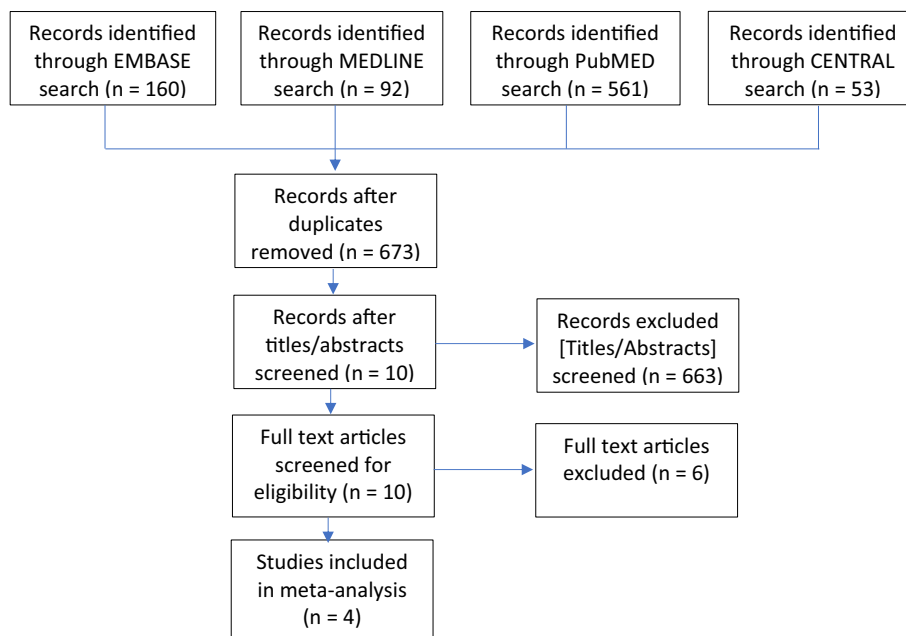 Records identified
through EMBASE
search (n = 160)
Records identified
through MEDLINE
search (n = 92)
Records identified
through PubMED
search (n = 561)
Records identified
through CENTRAL
search (n = 53)
Records after
duplicates
removed (n = 673)
Records after
titles/abstracts
screened (n = 10)
Records excluded
[Titles/Abstracts]
screened (n = 663)
Full text articles
screened for
eligibility (n = 10)
Full text articles
excluded (n = 6)
Studies included
in meta-analysis
(n = 4)